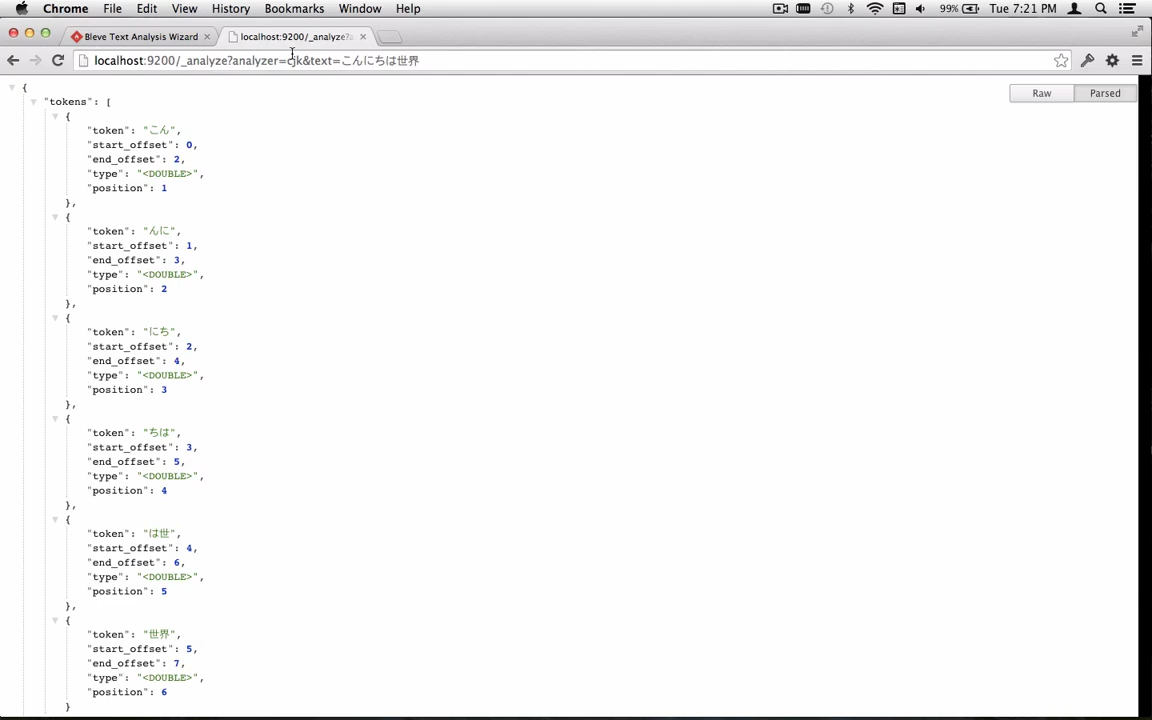 Chrome File Edit View History Bookmarks Window Help 99% Tue 7:21 PM
Bleve Text Analysis Wizard localhost:9200/_analyze?a
localhost:9200/_analyze?analyzer=cjk&text=こんにちは世界
Raw Parsed
{
"tokens": [
{
"token": "こん",
"start_offset": 0,
"end_offset": 2,
"type": "<DOUBLE>",
"position": 1
},
{
"token": "んに",
"start_offset": 1,
"end_offset": 3,
"type": "<DOUBLE>",
"position": 2
},
{
"token": "にち",
"start_offset": 2,
"end_offset": 4,
"type": "<DOUBLE>",
"position": 3
},
{
"token": "ちは",
"start_offset": 3,
"end_offset": 5,
"type": "<DOUBLE>",
"position": 4
},
{
"token": "は世",
"start_offset": 4,
"end_offset": 6,
"type": "<DOUBLE>",
"position": 5
},
{
"token": "世界",
"start_offset": 5,
"end_offset": 7,
"type": "<DOUBLE>",
"position": 6
}